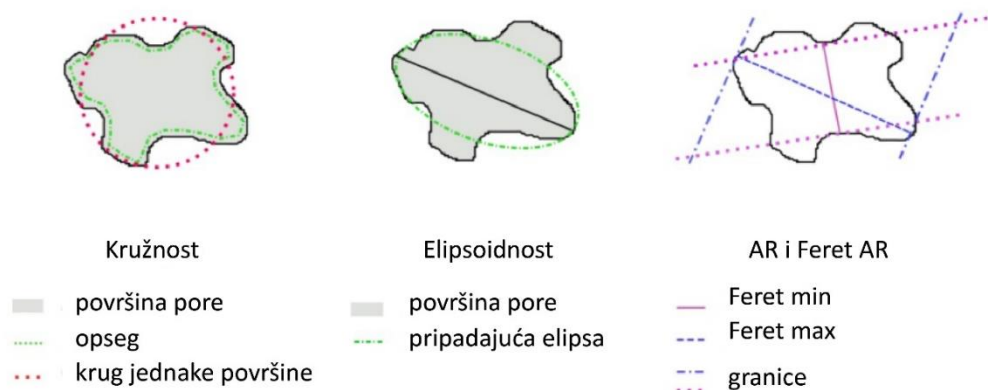 Kružnost
površina pore
opseg
krug jednake površine
Elipsoidnost
površina pore
pripadajuća elipsa
AR i Feret AR
Feret min
Feret max
granice